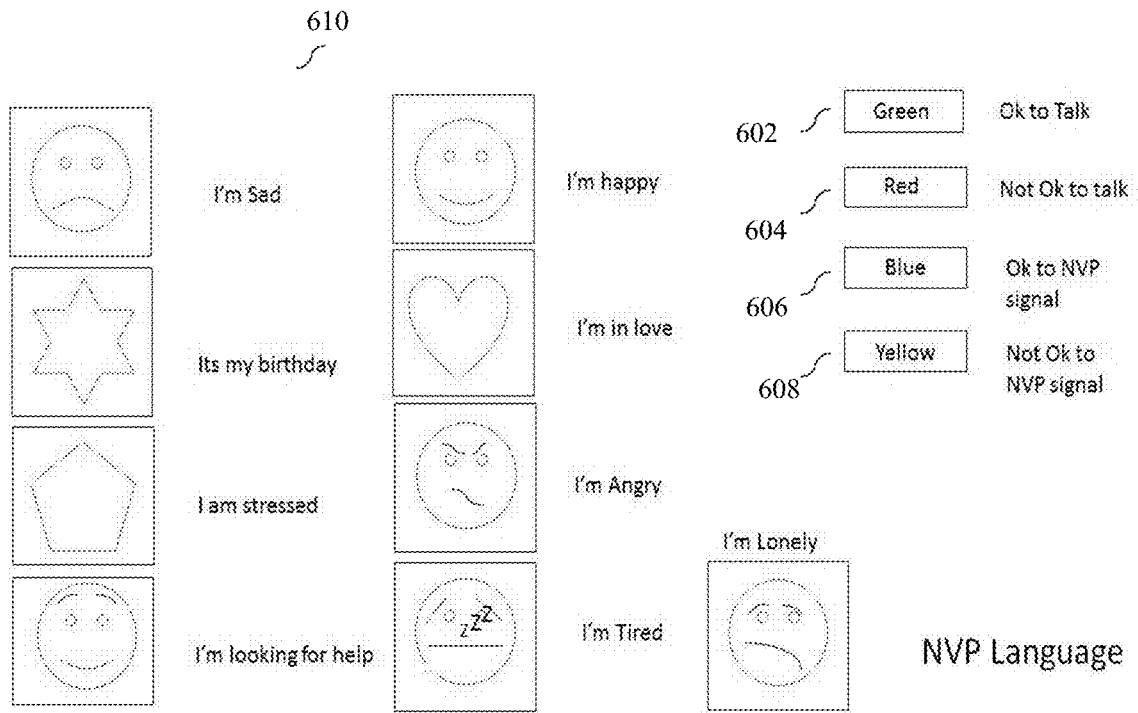 610
I'm Sad
I'm happy
602
Green
Ok to Talk
604
Red
Not Ok to talk
Its my birthday
I'm in love
606
Blue
Ok to NVP
signal
608
Yellow
Not Ok to
NVP signal
I am stressed
I'm Angry
I'm looking for help
zzz
I'm Tired
I'm Lonely
NVP Language